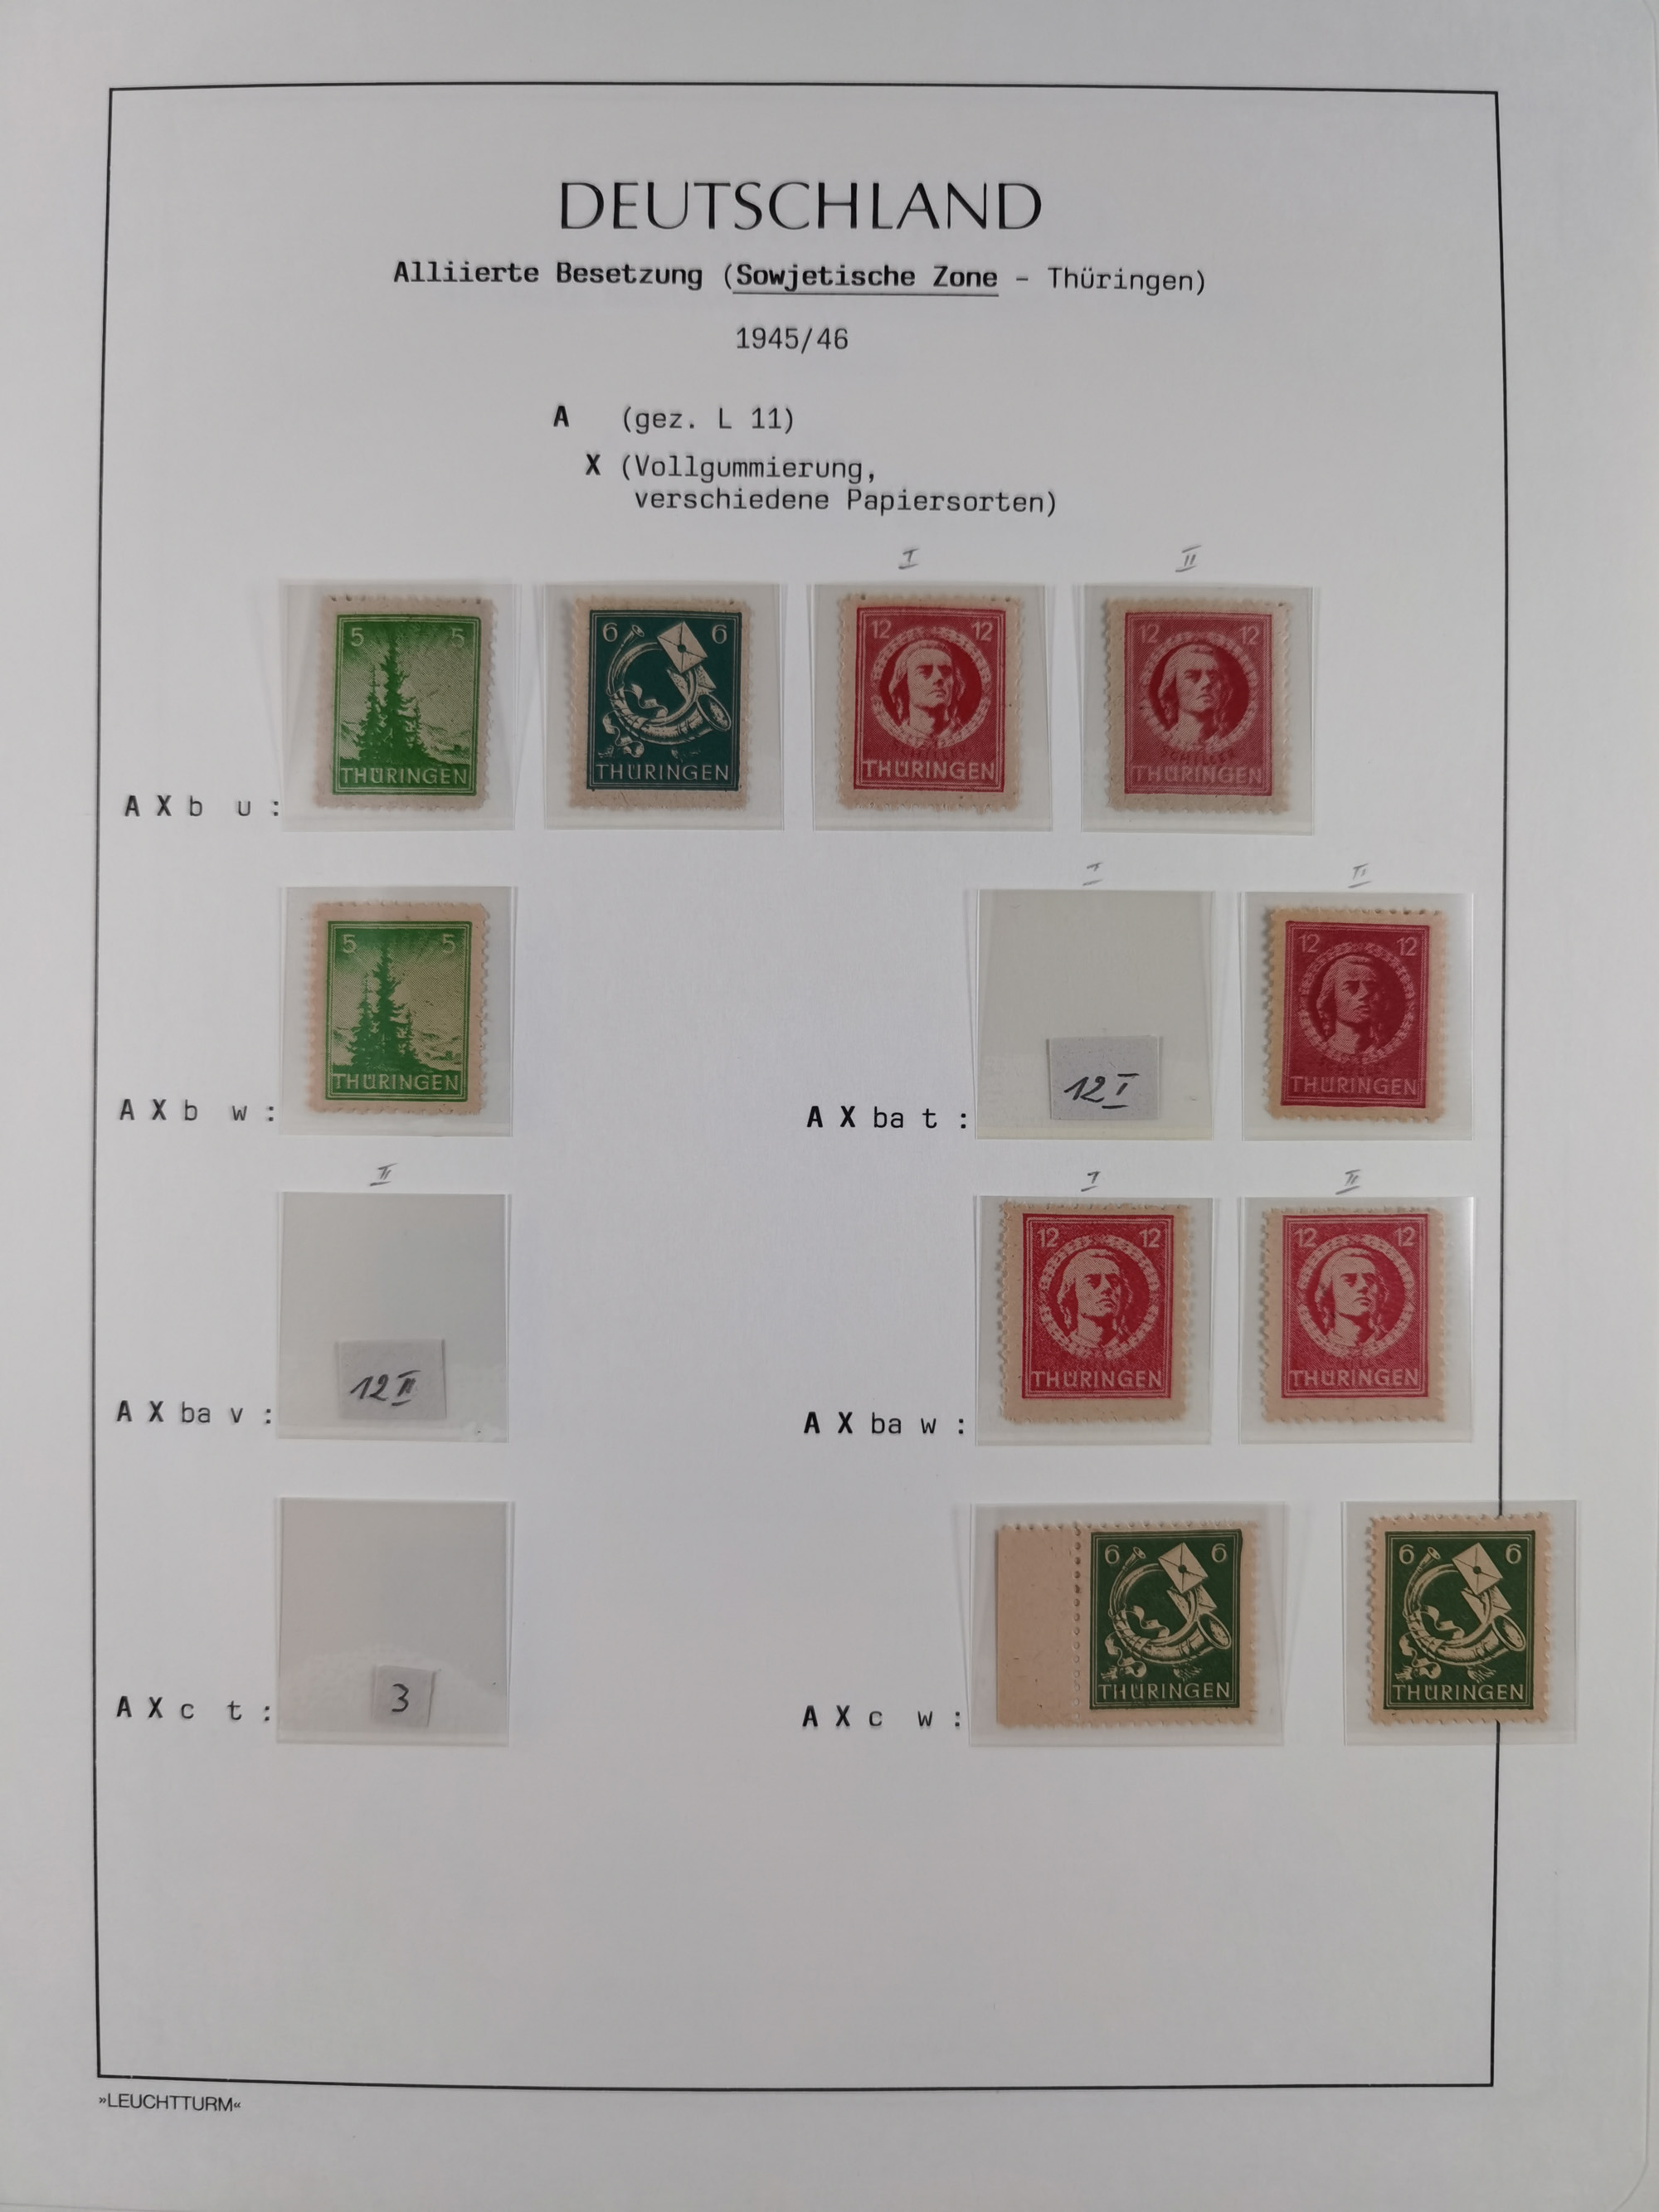 DEUTSCHLAND
Alliierte Besetzung (Sowjetische Zone – Thüringen)
1945/46
A (gez. L 11)
X (Vollgummierung,
verschiedene Papiersorten)
I II
5 5 6 6 12 12 12 12
SCHILLER SCHILLER
THÜRINGEN THÜRINGEN THÜRINGEN THÜRINGEN
A X b u :
I II
5 5 12 12
THÜRINGEN 12 I THÜRINGEN
A X b w : A X ba t :
II I II
12 12 12 12
12 II THÜRINGEN THÜRINGEN
A X ba v : A X ba w :
6 6 6 6
3 THÜRINGEN THÜRINGEN
A X c t : A X c w :
»LEUCHTTURM«